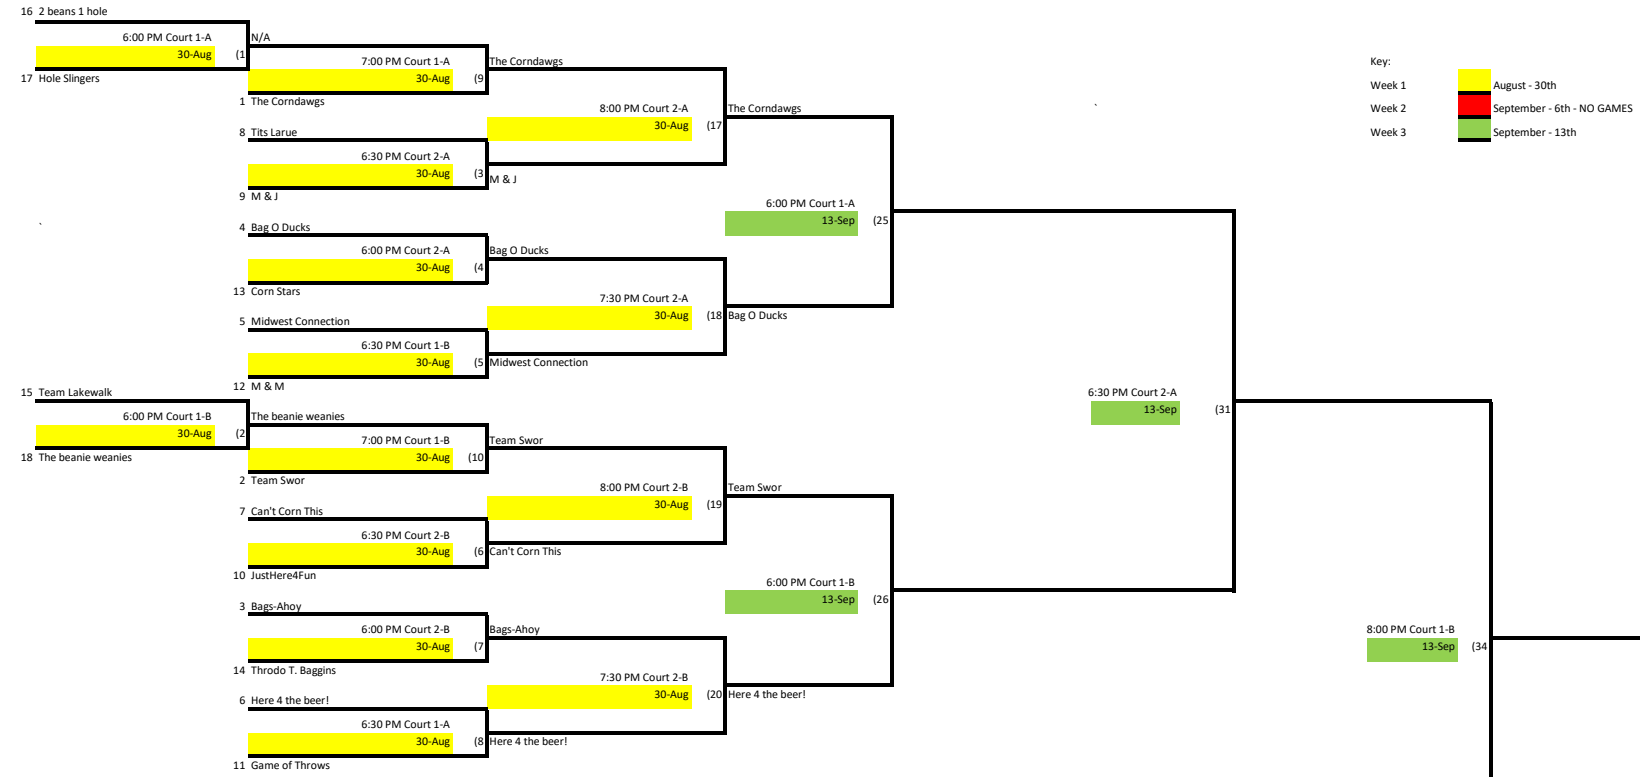 16 2 beans 1 hole
6:00 PM Court 1-A
N/A
30-Aug (1
17 Hole Slingers
7:00 PM Court 1-A
The Corndawgs
30-Aug (9
1 The Corndawgs
8:00 PM Court 2-A
The Corndawgs
30-Aug (17
8 Tits Larue
6:30 PM Court 2-A
30-Aug (3
M & J
9 M & J
6:00 PM Court 1-A
13-Sep (25
`
4 Bag O Ducks
6:00 PM Court 2-A
Bag O Ducks
30-Aug (4
13 Corn Stars
7:30 PM Court 2-A
30-Aug (18 Bag O Ducks
5 Midwest Connection
6:30 PM Court 1-B
30-Aug (5 Midwest Connection
12 M & M
6:30 PM Court 2-A
13-Sep (31
15 Team Lakewalk
6:00 PM Court 1-B
The beanie weanies
30-Aug (2
18 The beanie weanies
7:00 PM Court 1-B
Team Swor
30-Aug (10
2 Team Swor
8:00 PM Court 2-B
Team Swor
30-Aug (19
7 Can't Corn This
6:30 PM Court 2-B
30-Aug (6 Can't Corn This
10 JustHere4Fun
6:00 PM Court 1-B
13-Sep (26
3 Bags-Ahoy
6:00 PM Court 2-B
Bags-Ahoy
30-Aug (7
14 Throdo T. Baggins
7:30 PM Court 2-B
30-Aug (20 Here 4 the beer!
6 Here 4 the beer!
6:30 PM Court 1-A
30-Aug (8 Here 4 the beer!
11 Game of Throws
8:00 PM Court 1-B
13-Sep (34
`
Key:
Week 1 August - 30th
Week 2 September - 6th - NO GAMES
Week 3 September - 13th